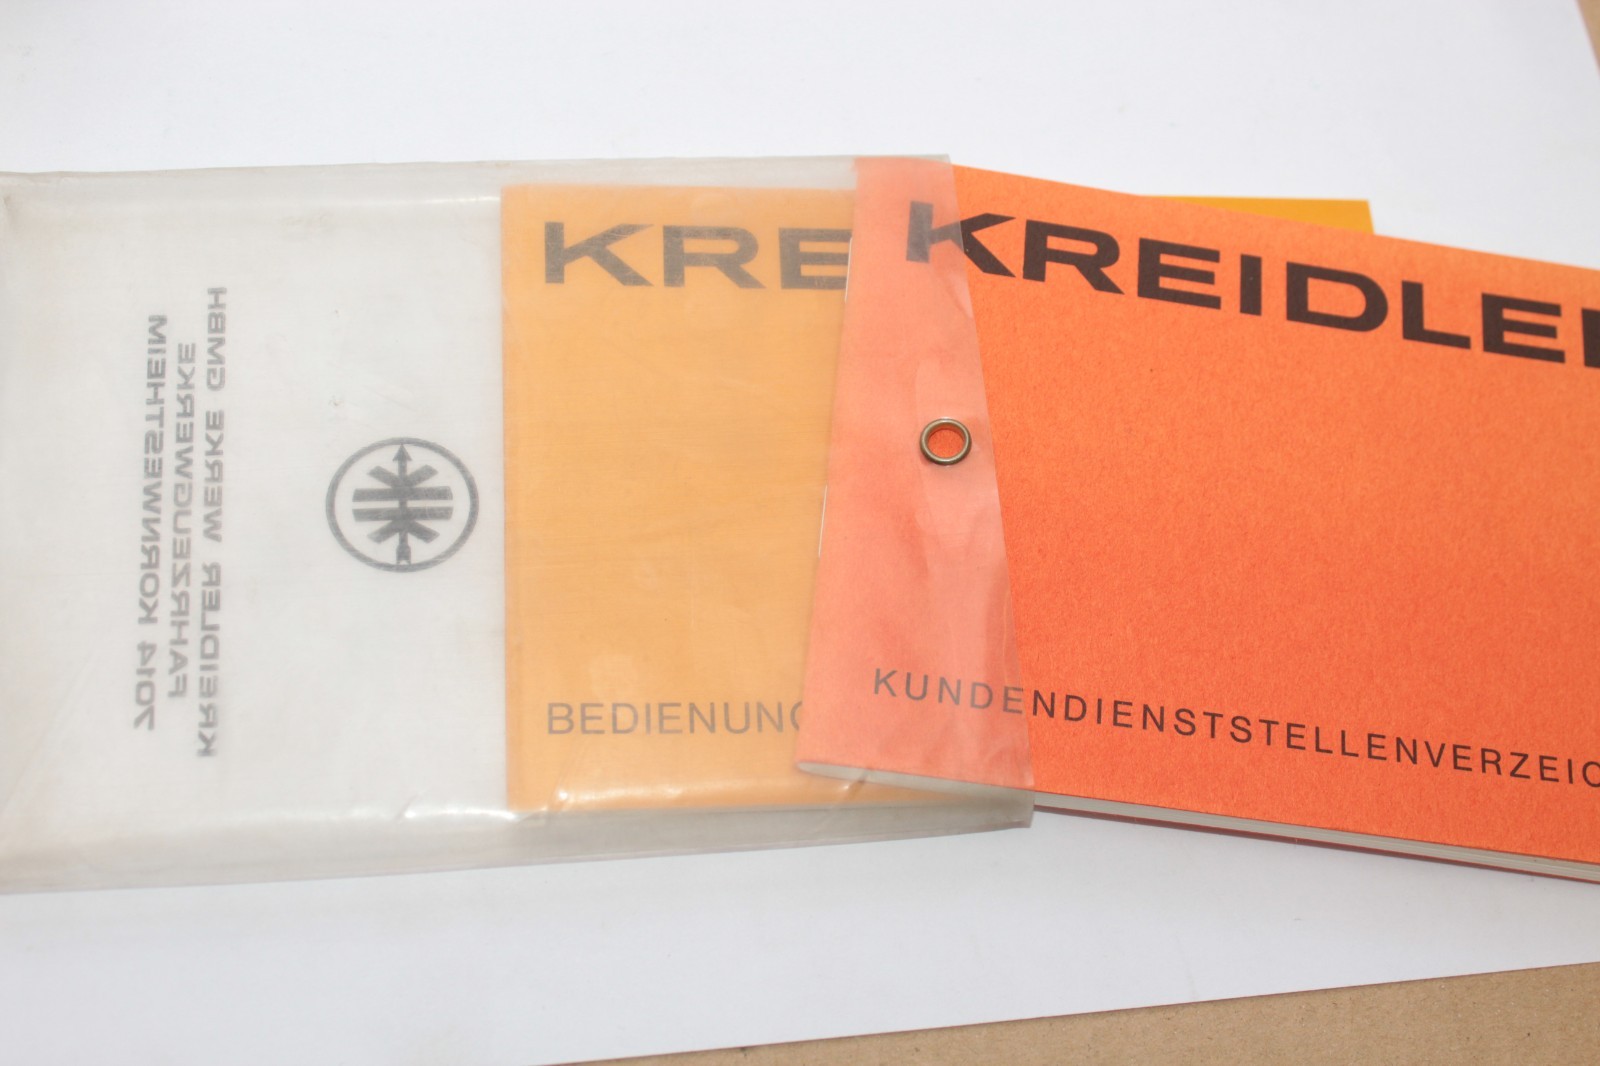 KREIDLER WERKE GMBH
FAHRZEUGWERKE
7014 KORNWESTHEIM
KRE
BEDIENUNG
KREIDLE
KUNDENDIENSTSTELLENVERZEIC